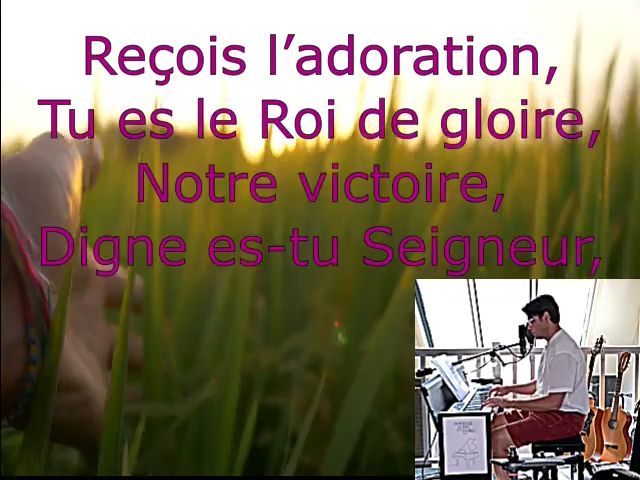 Reçois l’adoration,
Tu es le Roi de gloire,
Notre victoire,
Digne es-tu Seigneur,